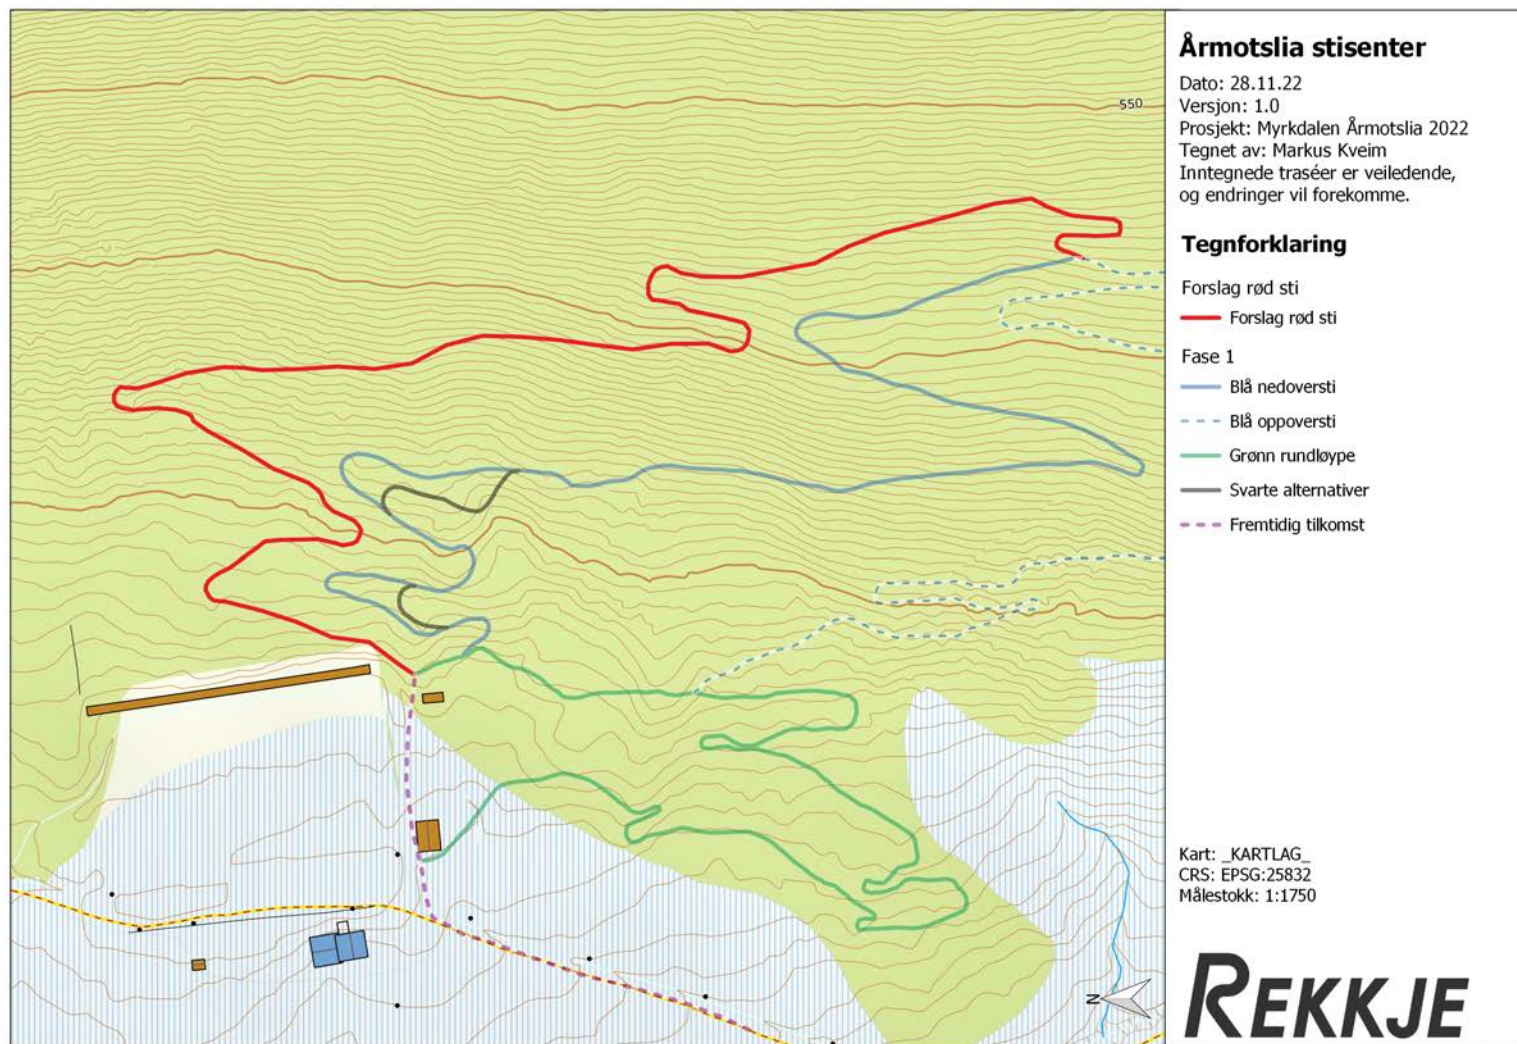 550
Årmotslia stisenter
Dato: 28.11.22
Versjon: 1.0
Prosjekt: Myrkdalen Årmotslia 2022
Tegnet av: Markus Kveim
Inntegnede traséer er veiledende,
og endringer vil forekomme.
Tegnforklaring
Forslag rød sti
Forslag rød sti
Fase 1
Blå nedoversti
Blå oppoversti
Grønn rundløype
Svarte alternativer
Fremtidig tilkomst
Kart: _KARTLAG_
CRS: EPSG:25832
Målestokk: 1:1750
N
REKKJE